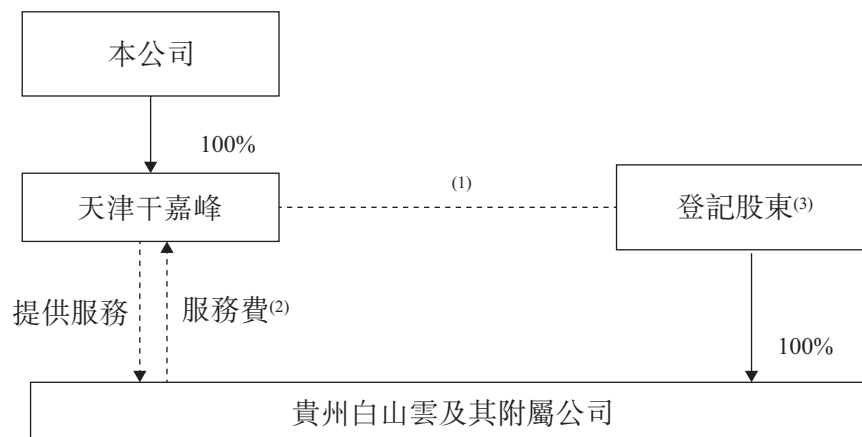 本公司
100%
天津干嘉峰
(1)
登記股東(3)
提供服務
服務費(2)
100%
貴州白山雲及其附屬公司